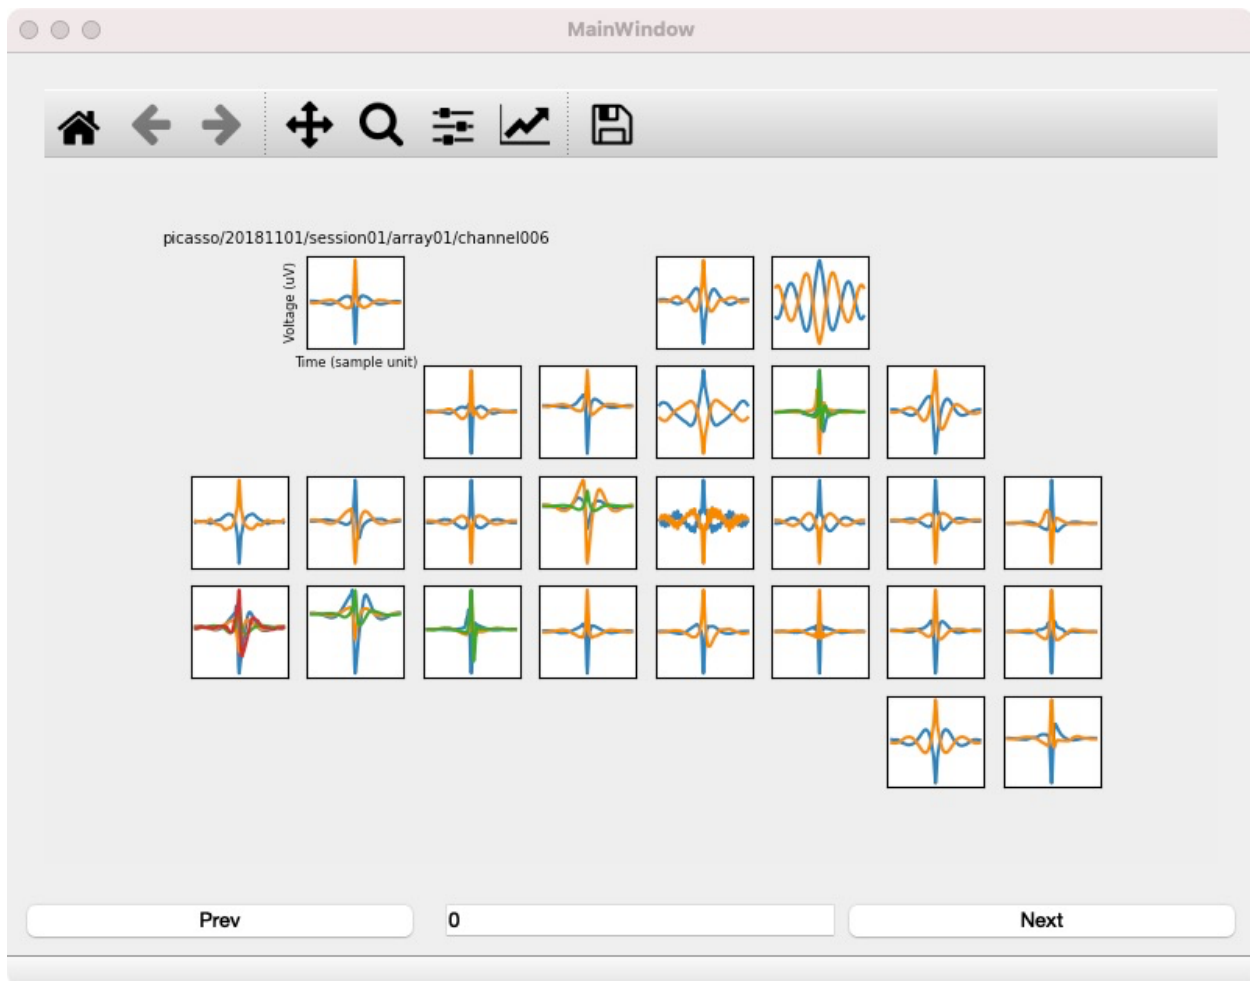 MainWindow
picasso/20181101/session01/array01/channel006
Voltage (uV)
Time (sample unit)
Prev
0
Next